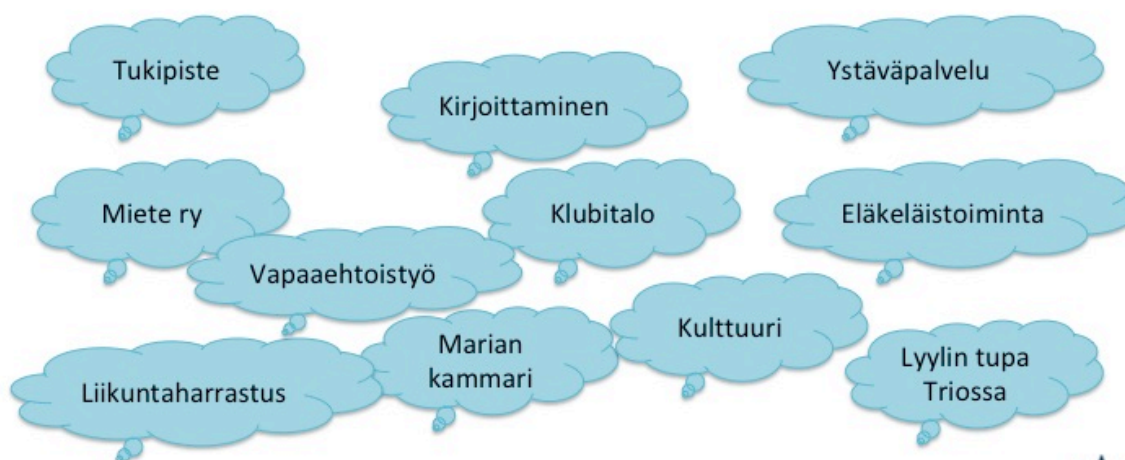 Tukipiste
Kirjoittaminen
Ystäväpalvelu
Miete ry
Klubitalo
Eläkeläistoiminta
Vapaaehtoistyö
Kulttuuri
Marian
kammari
Liikuntaharrastus
Lyylin tupa
Triossa